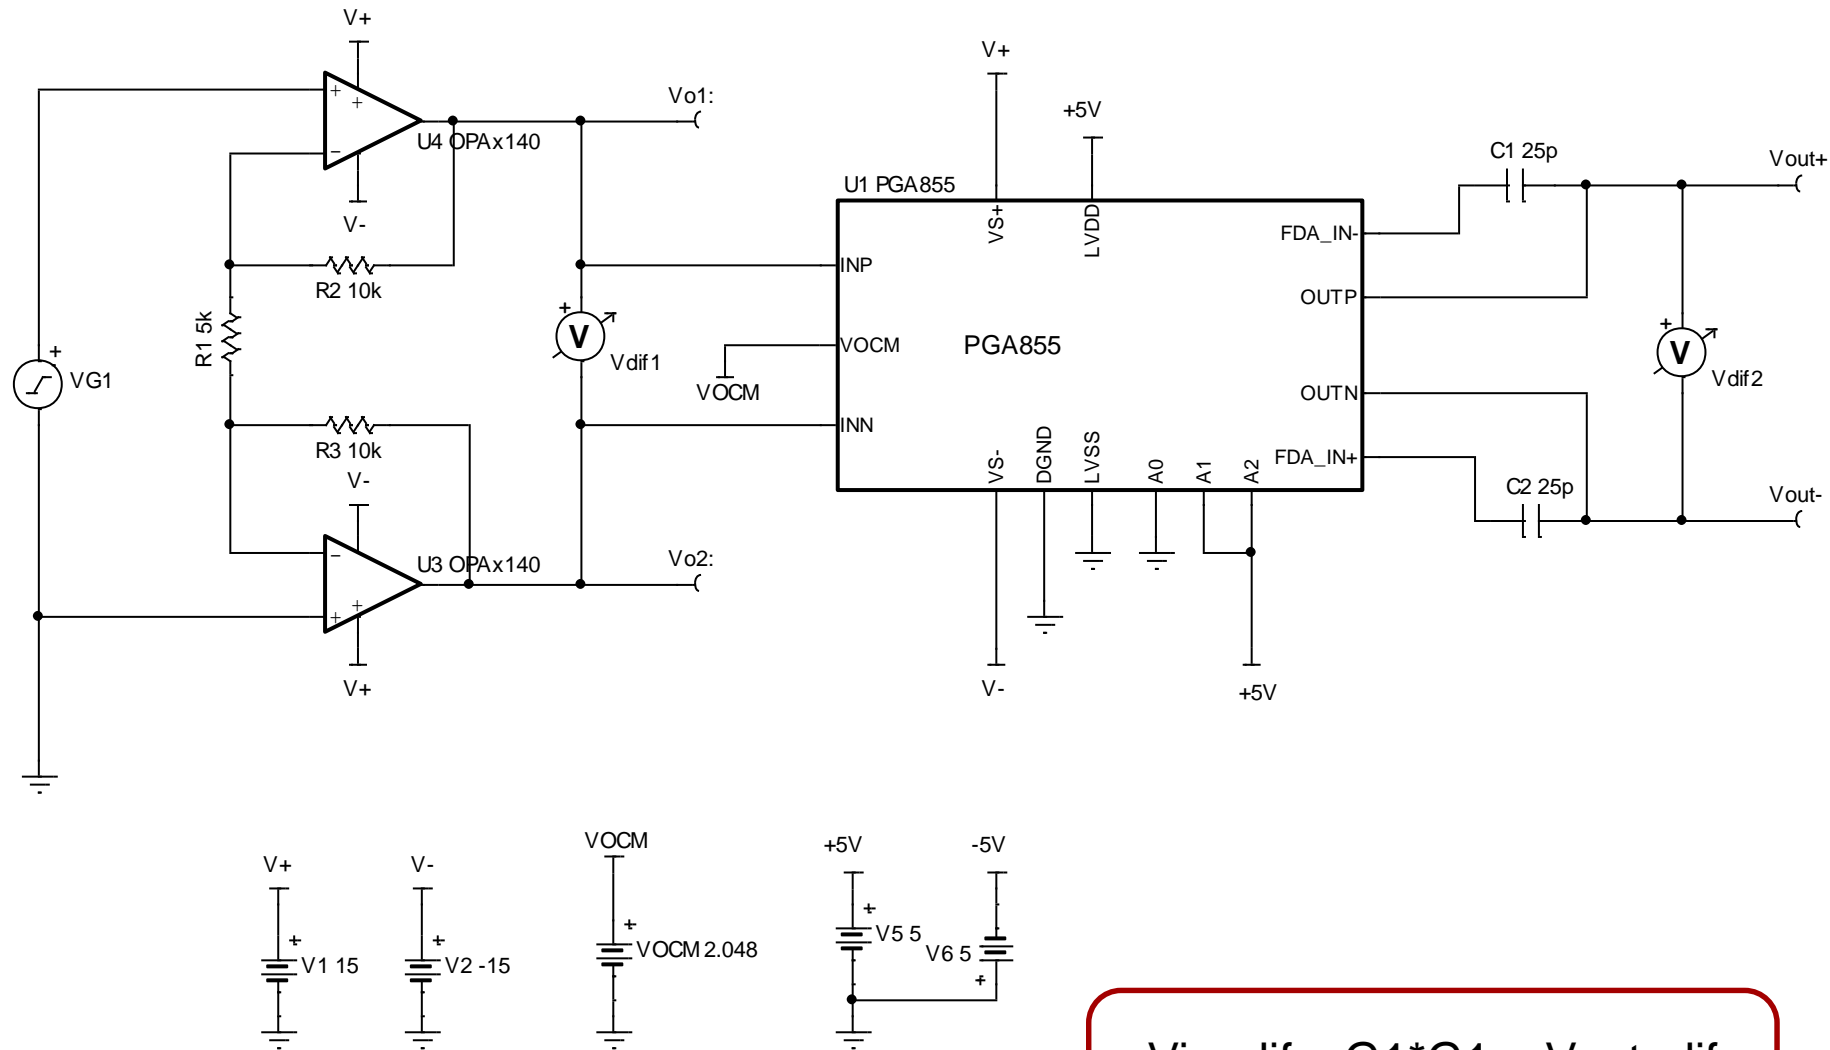 V+
Vo1:
U4 OPAx140
V-
R2 10k
R1 5k
VG1
R3 10k
V-
U3 OPAx140
Vo2:
V+
V
Vdif1
V+
+5V
U1 PGA855
VS+
LVDD
INP
VOCM
INN
VOCM
PGA855
FDA_IN-
OUTP
OUTN
FDA_IN+
VS-
DGND
LVSS
A0
A1
A2
V-
+5V
C1 25p
Vout+
V
Vdif2
C2 25p
Vout-
V+
V1 15
V-
V2 -15
VOCM
VOCM 2.048
+5V
V5 5
-5V
V6 5